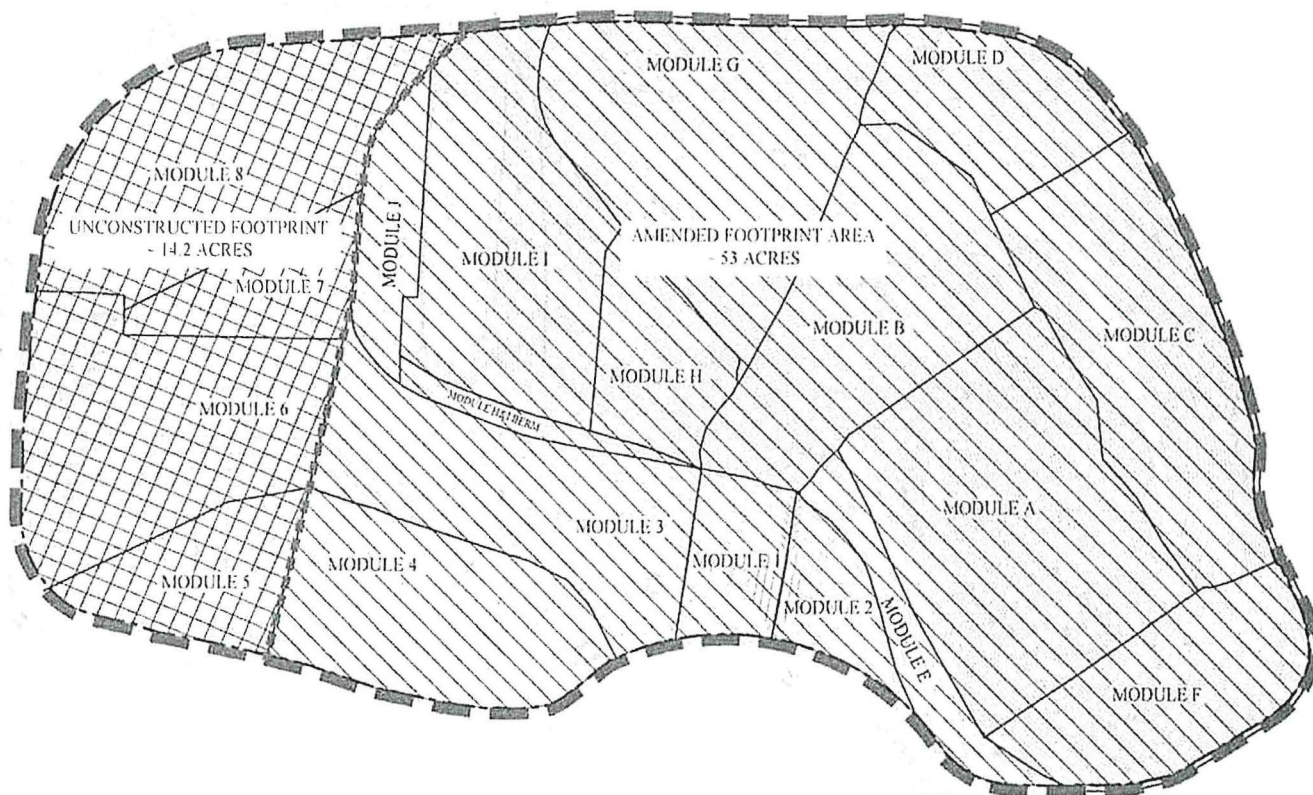 MODULE G
MODULE D
MODULE 8
UNCONSTRUCTED FOOTPRINT
~ 14.2 ACRES
MODULE J
MODULE I
AMENDED FOOTPRINT AREA
~ 53 ACRES
MODULE 7
MODULE B
MODULE C
MODULE H
MODULE
BERM
MODULE 6
MODULE A
MODULE 3
MODULE 4
MODULE 1
MODULE 5
MODULE 2
MODULE E
MODULE F